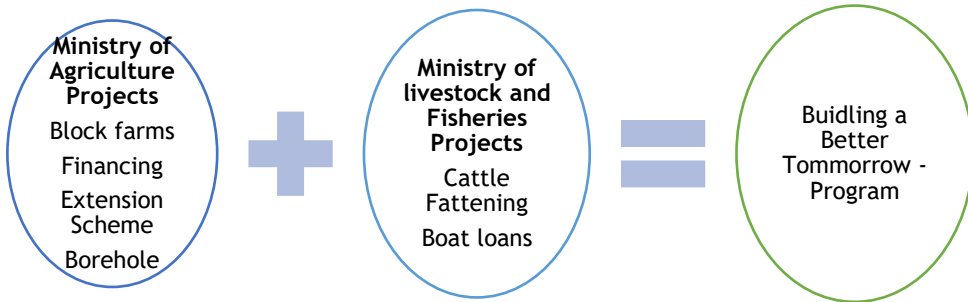 Ministry of
Agriculture
Projects
Block farms
Financing
Extension
Scheme
Borehole
Ministry of
livestock and
Fisheries
Projects
Cattle
Fattening
Boat loans
Buidling a
Better
Tommorrow -
Program